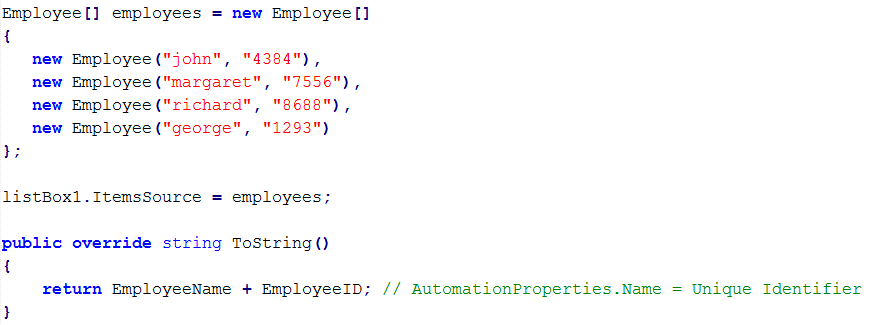 Employee[] employees = new Employee[]
{
   new Employee("john", "4384"),
   new Employee("margaret", "7556"),
   new Employee("richard", "8688"),
   new Employee("george", "1293")
};

listBox1.ItemsSource = employees;

public override string ToString()
{
    return EmployeeName + EmployeeID; // AutomationProperties.Name = Unique Identifier
}